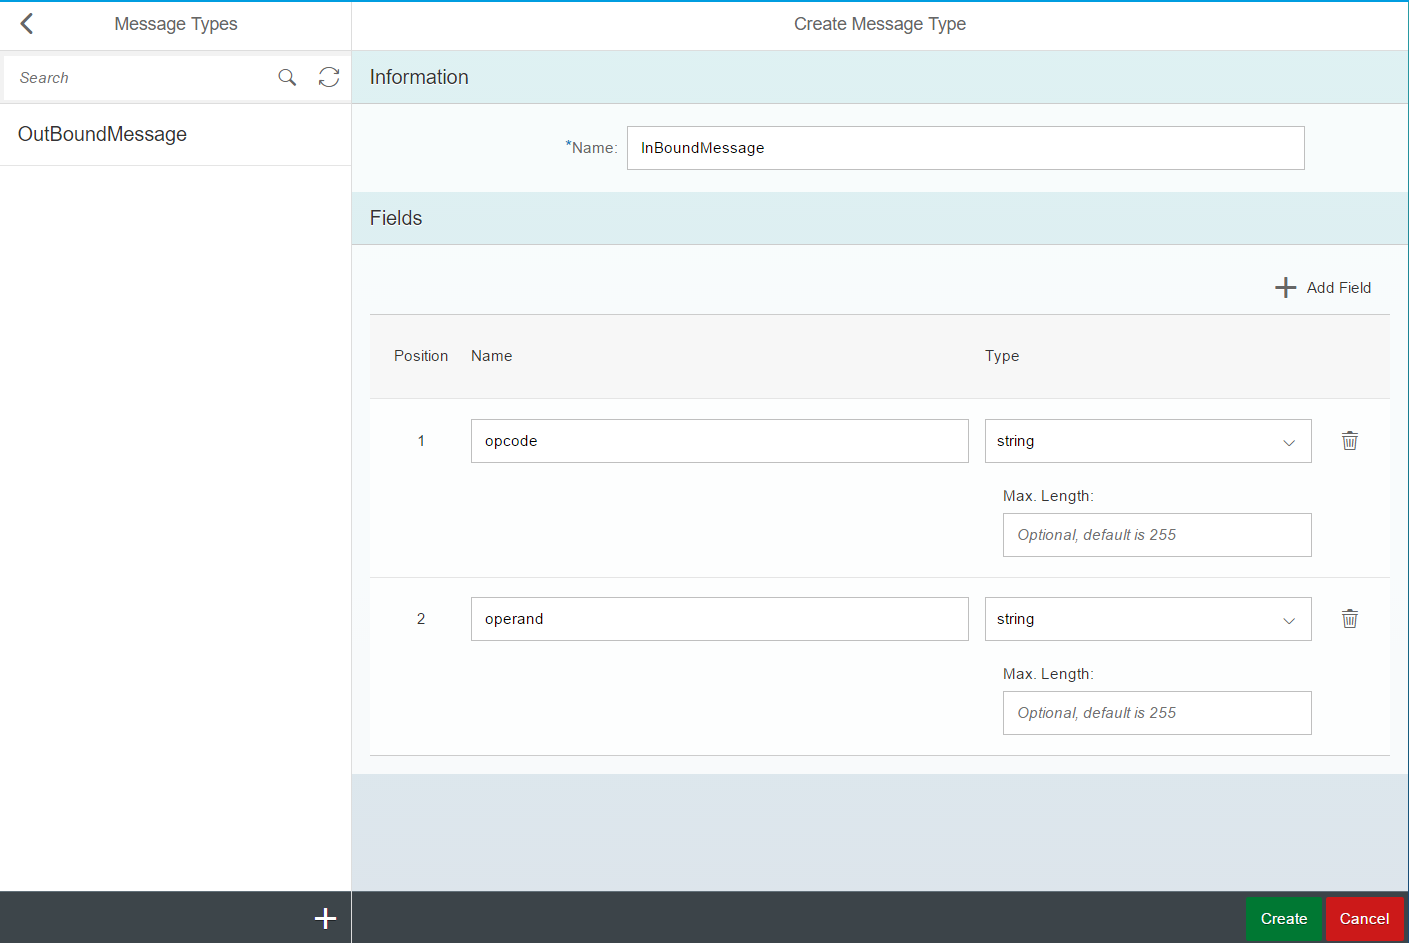 Message Types
Create Message Type
Search
Information
OutBoundMessage
*Name: InBoundMessage
Fields
Add Field
Position Name Type
1 opcode string
Max. Length:
Optional, default is 255
2 operand string
Max. Length:
Optional, default is 255
Create Cancel